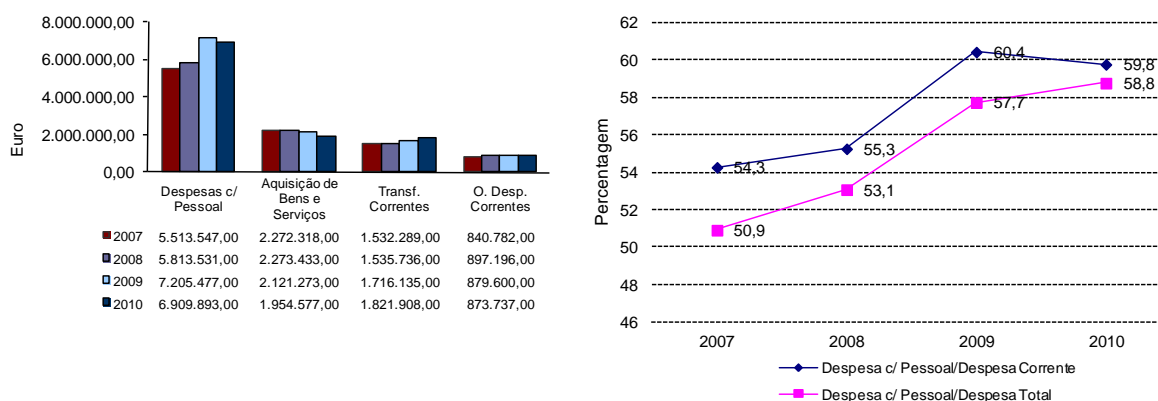 8.000.000,00
6.000.000,00
4.000.000,00
2.000.000,00
0,00
Euro
Despesas c/ Pessoal
Aquisição de Bens e Serviços
Transf. Correntes
O. Desp. Correntes
2007 5.513.547,00 2.272.318,00 1.532.289,00 840.782,00
2008 5.813.531,00 2.273.433,00 1.535.736,00 897.196,00
2009 7.205.477,00 2.121.273,00 1.716.135,00 879.600,00
2010 6.909.893,00 1.954.577,00 1.821.908,00 873.737,00
62
60
58
56
54
52
50
48
46
Percentagem
54,3
55,3
60,4
59,8
50,9
53,1
57,7
58,8
2007 2008 2009 2010
Despesa c/ Pessoal/Despesa Corrente
Despesa c/ Pessoal/Despesa Total